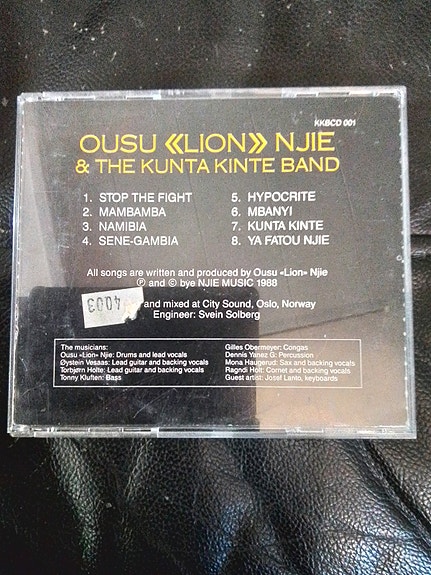 KKBCD 001
OUSU «LION» NJIE
& THE KUNTA KINTE BAND
1. STOP THE FIGHT
2. MAMBAMBA
3. NAMIBIA
4. SENE-GAMBIA
5. HYPOCRITE
6. MBANYI
7. KUNTA KINTE
8. YA FATOU NJIE
All songs are written and produced by Ousu «Lion» Njie
Ⓟ and © bye NJIE MUSIC 1988
4003
and mixed at City Sound, Oslo, Norway
Engineer: Svein Solberg
The musicians:
Ousu «Lion» Njie: Drums and lead vocals
Øystein Vesaas: Lead guitar and backing vocals
Torbjørn Holte: Lead guitar and backing vocals
Tonny Kluften: Bass
Gilles Obermeyer: Congas
Dennis Yanez G: Percussion
Mona Haugerud: Sax and backing vocals
Ragndi Holt: Cornet and backing vocals
Guest artist: Josef Lanto, keyboards